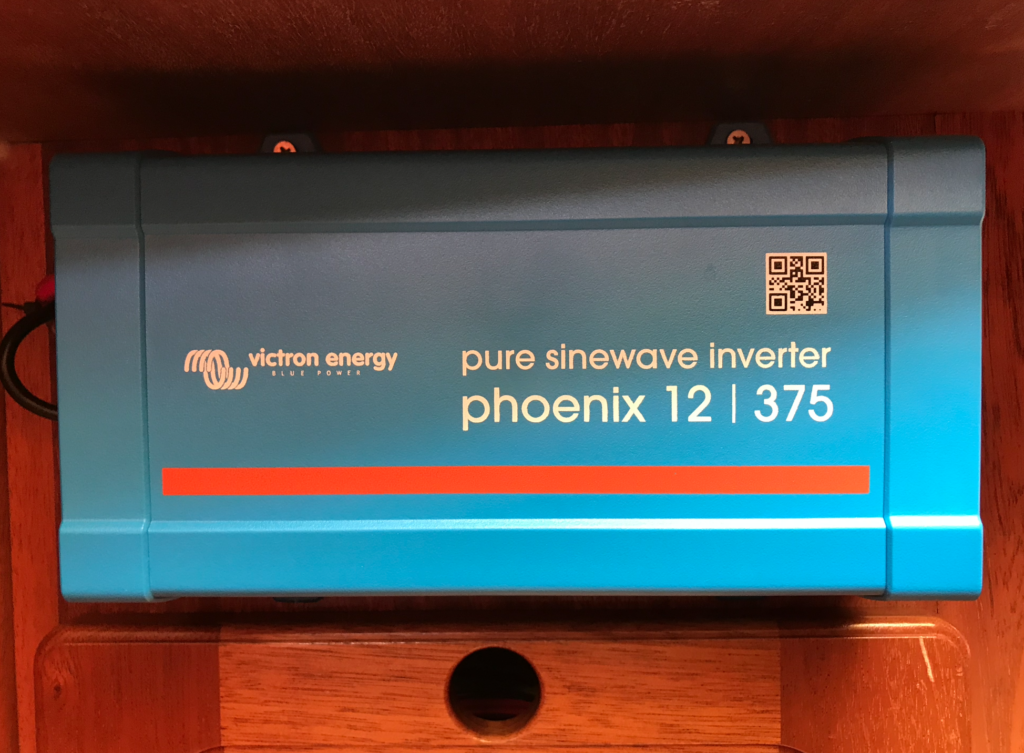 victron energy
BLUE POWER
pure sinewave inverter
phoenix 12 | 375